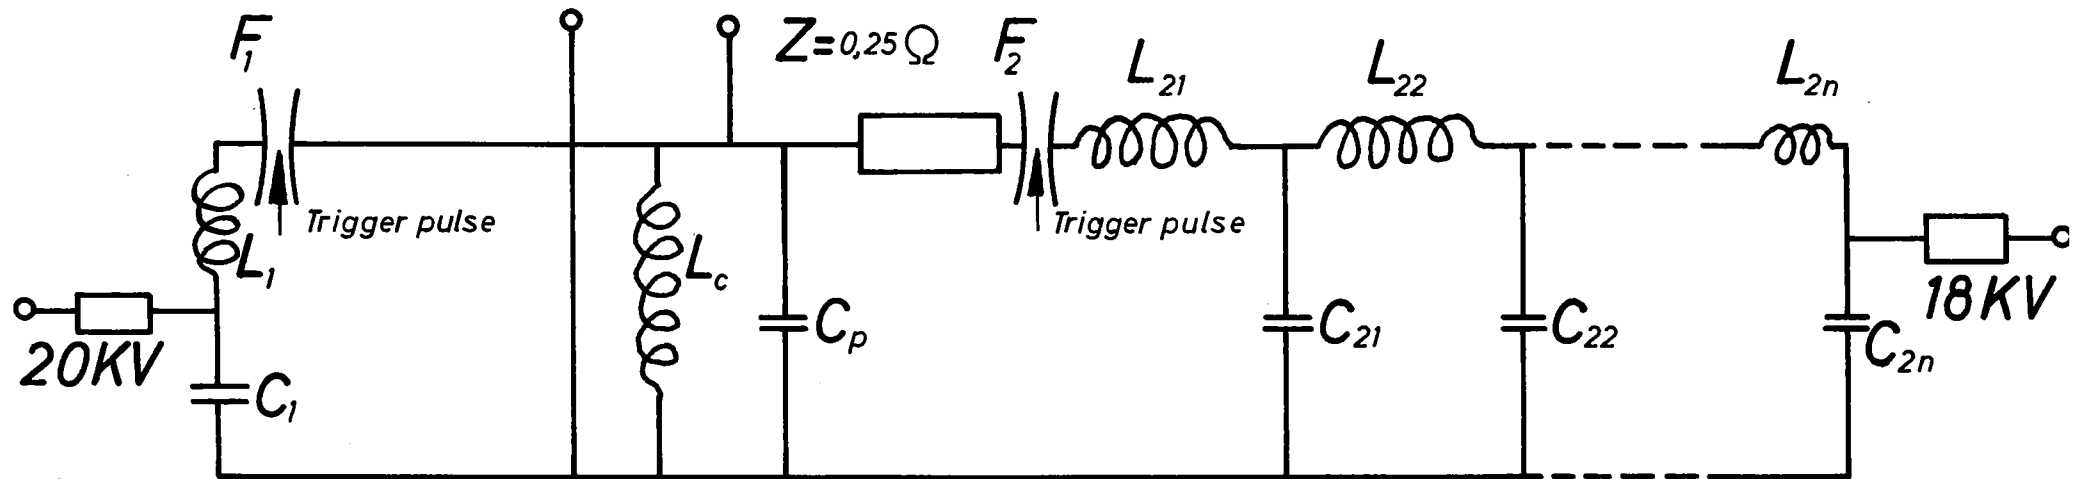 F1
Z=0,25 Ω
F2
L21
L22
L2n
Trigger pulse
Trigger pulse
L1
Lc
20KV
C1
Cp
C21
C22
18KV
C2n